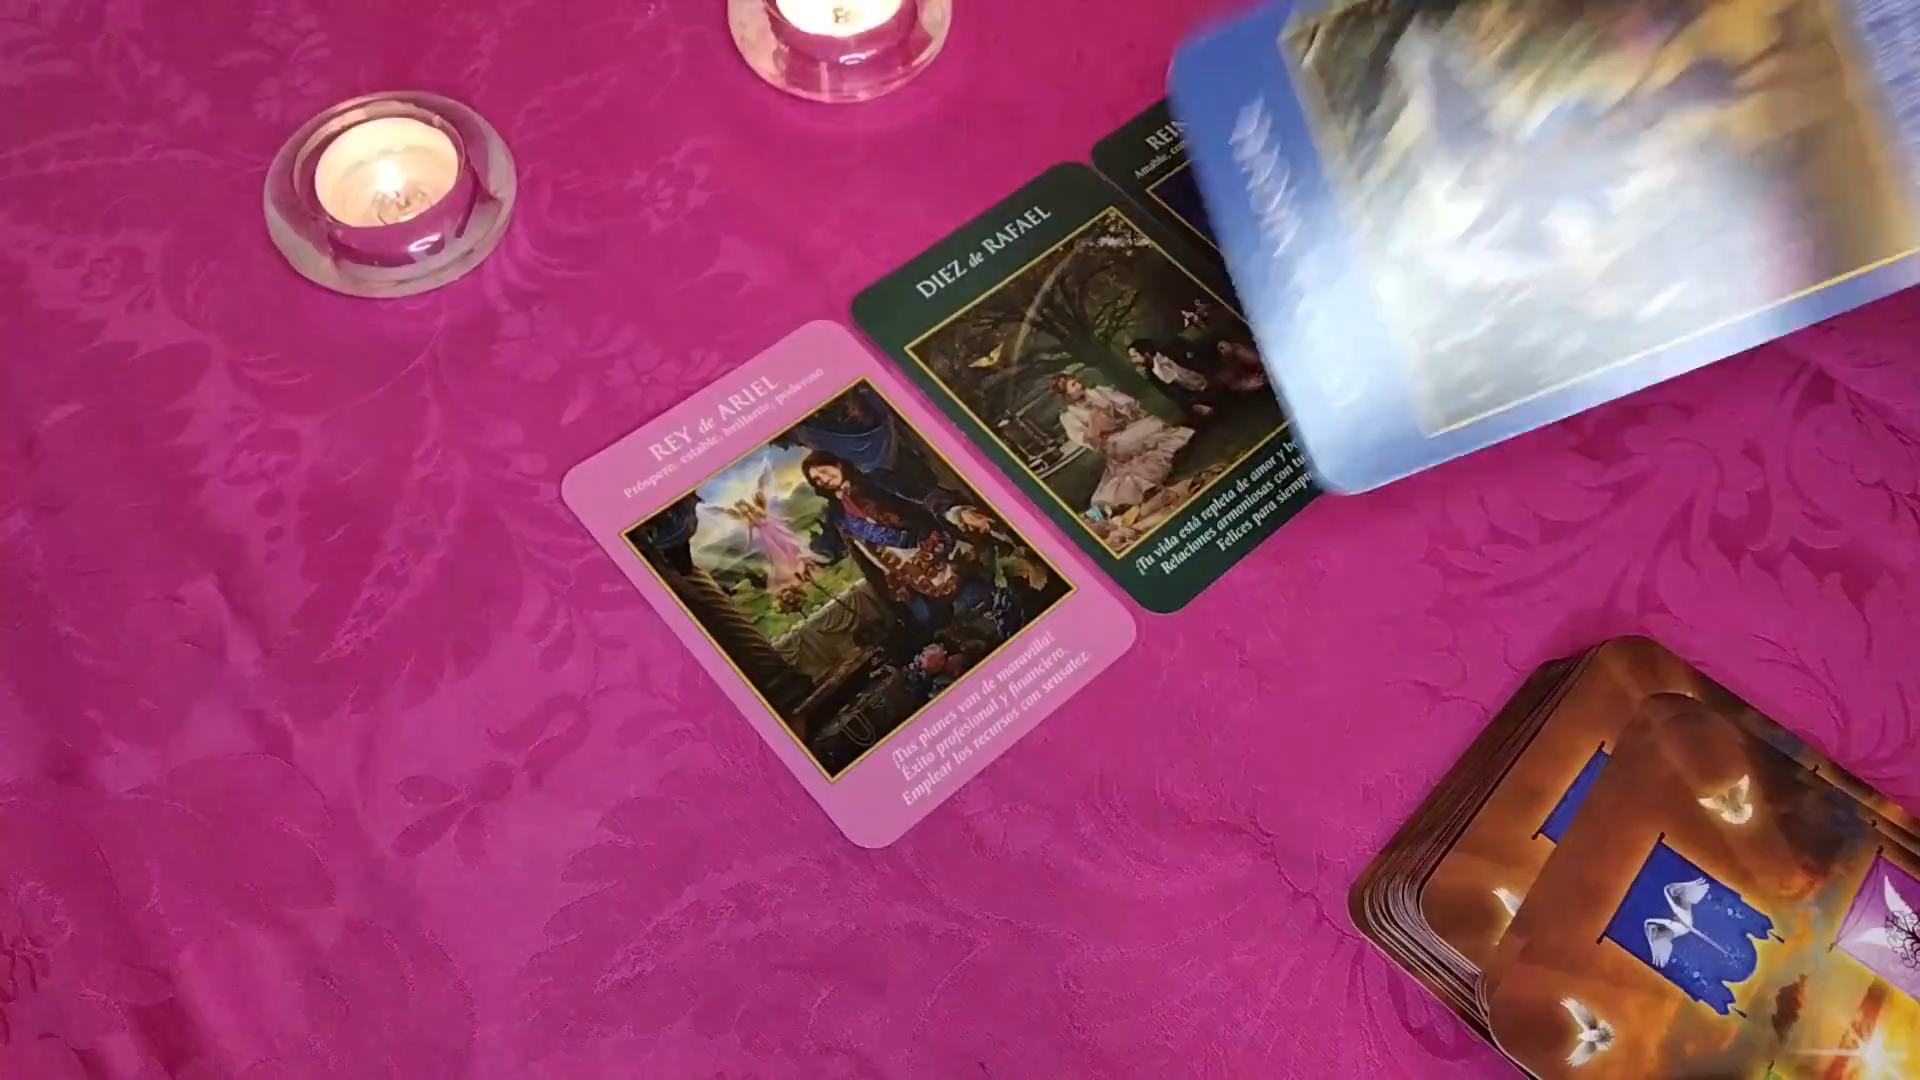 REY de ARIEL
Próspero, estable, brillante, poderoso
¡Tus planes van de maravilla!
Éxito profesional y financiero.
Emplear los recursos con sensatez.
DIEZ de RAFAEL
¡Tu vida está repleta de amor y
Relaciones armoniosas con
Felices para siempre
Amable,